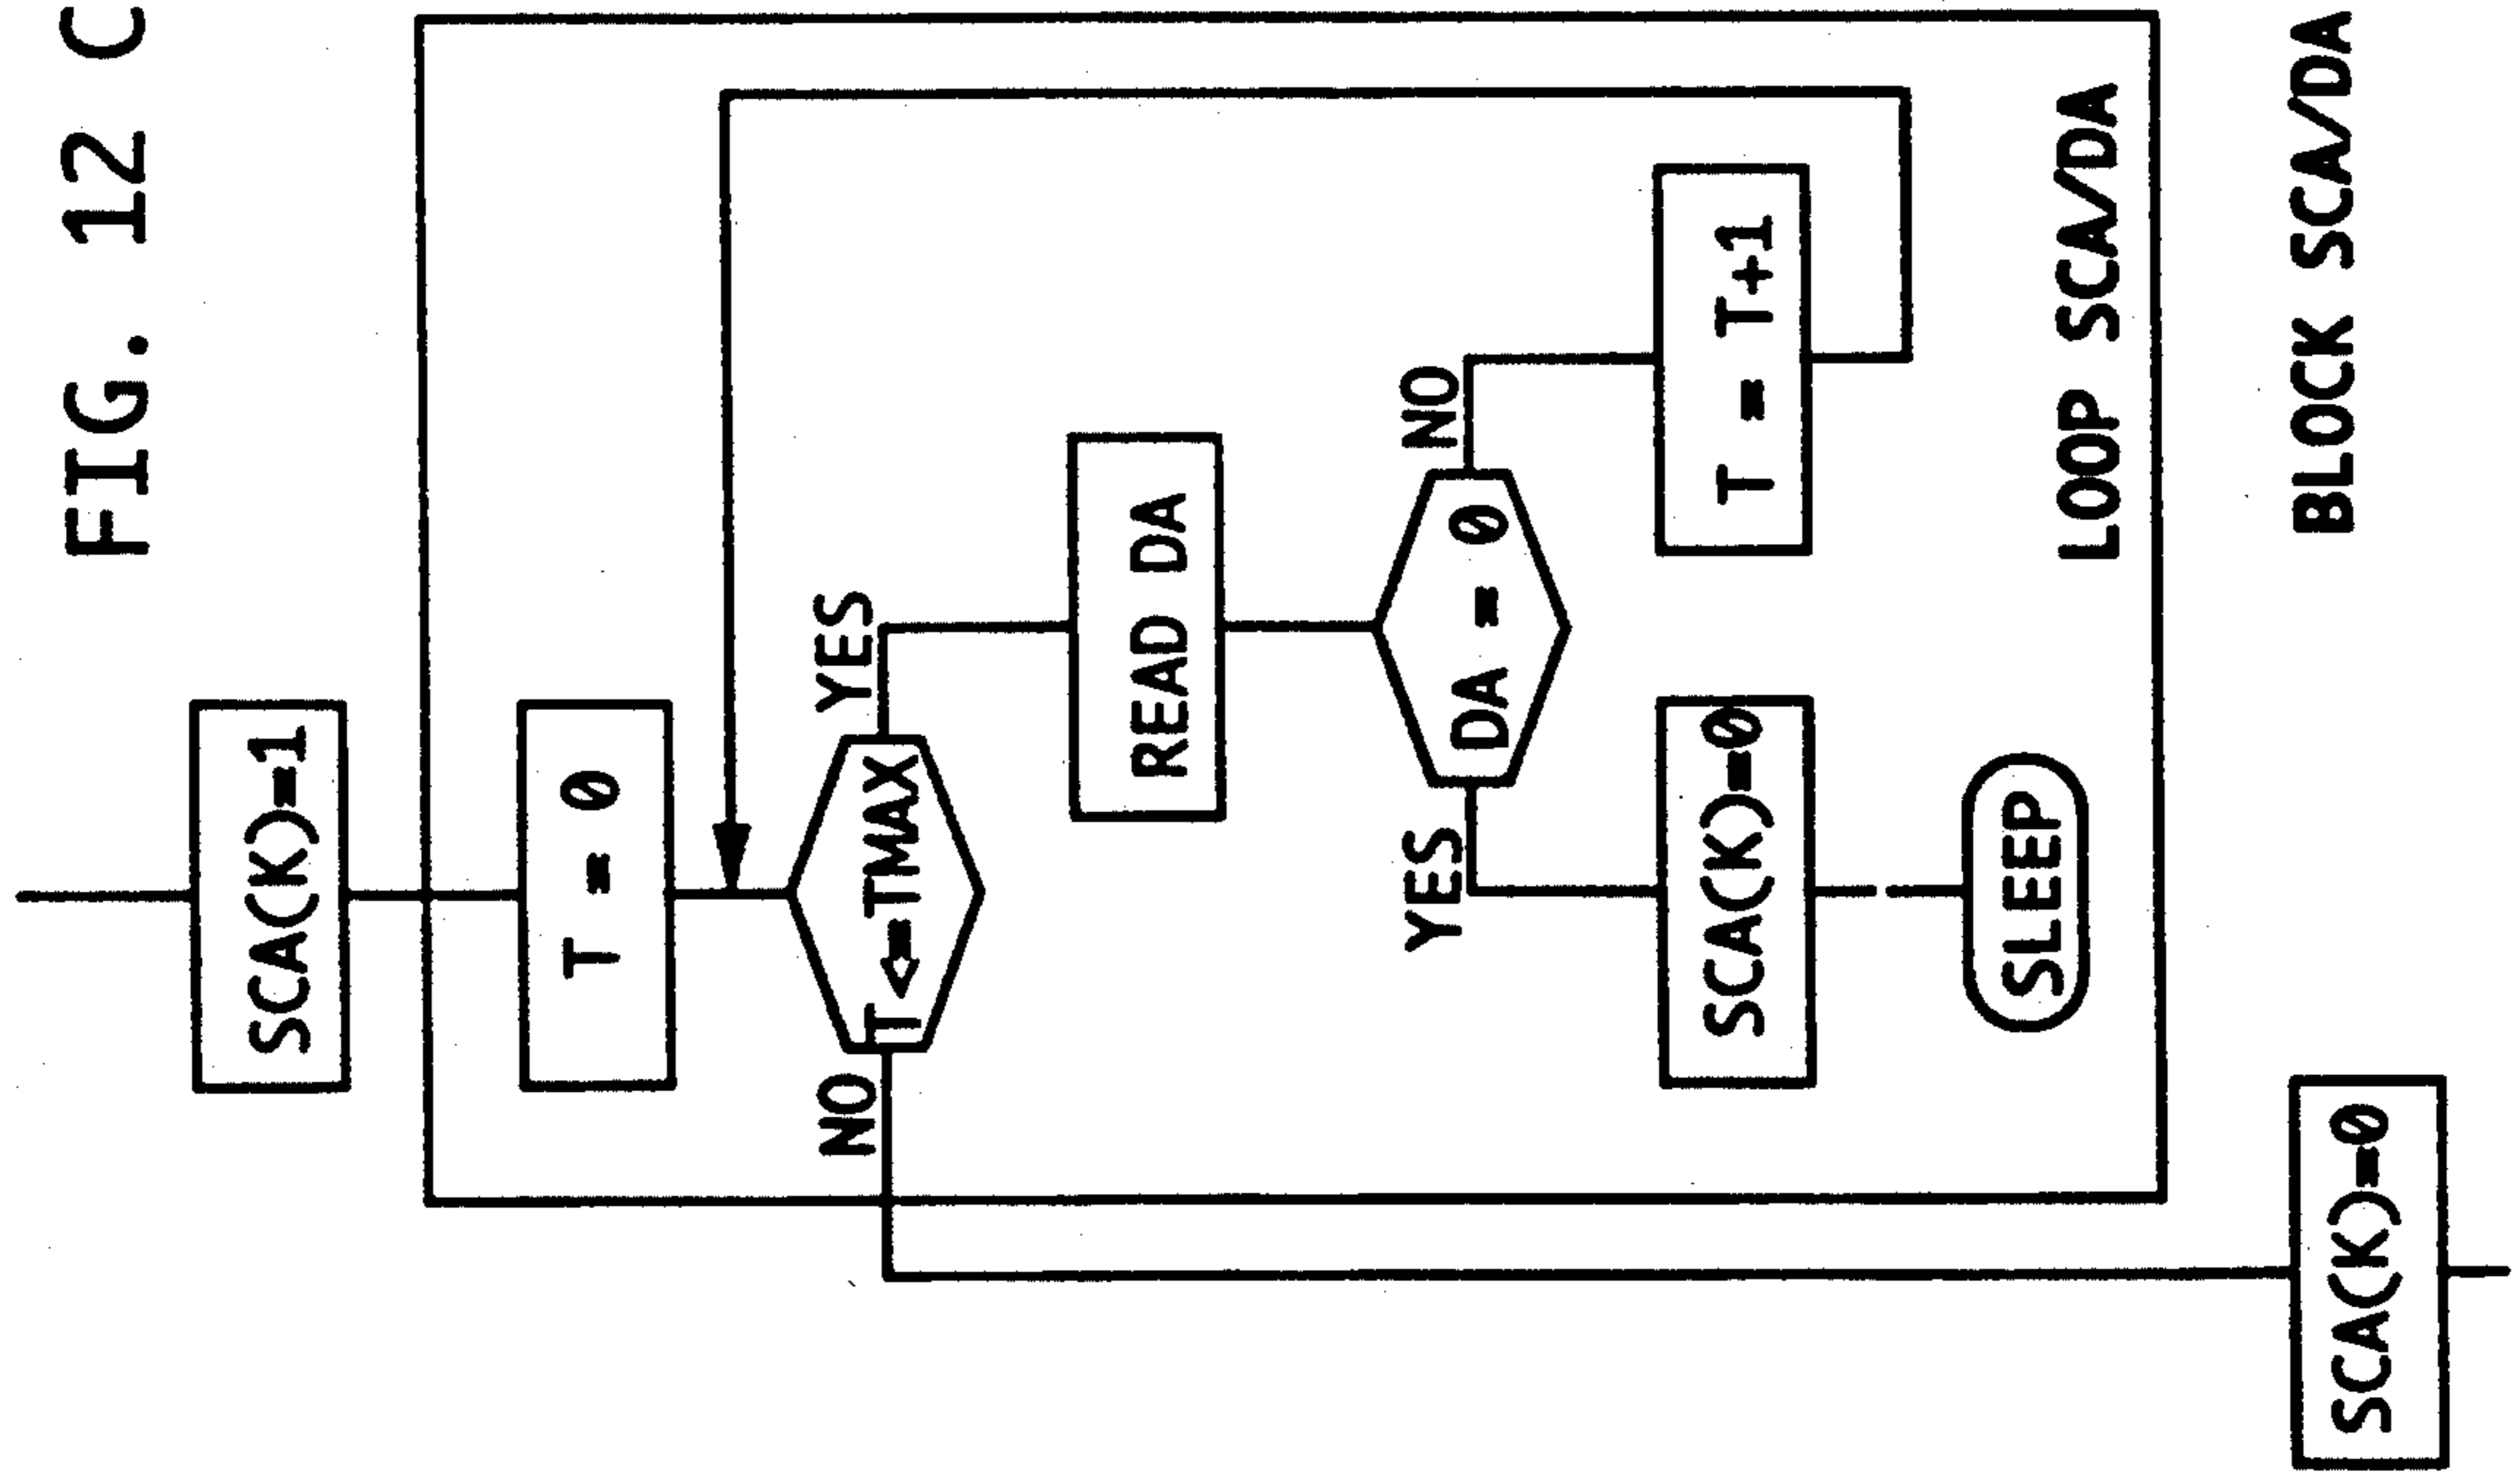 FIG. 12 C
SCA(K)=1
T = 0
T<=TMAX
NO
YES
READ DA
DA = 0
YES
NO
SCA(K)=0
T = T+1
SLEEP
LOOP SCA/DA
SCA(K)=0
BLOCK SCA/DA